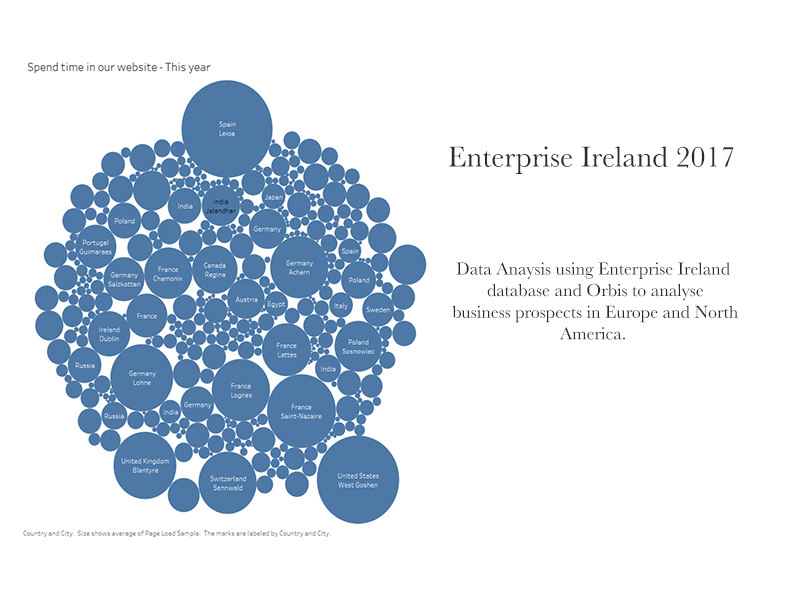 Spend time in our website - This year
Spain
Leioa
India
India
Jalandhar
Japan
Poland
Germany
Portugal
Guimaraes
Spain
Canada
Regina
Germany
Achern
France
Chamonix
Germany
Salzkotten
Poland
Austria
Egypt
Italy
Sweden
France
Ireland
Dublin
France
Lattes
Poland
Sosnowiec
Russia
India
Germany
Lohne
France
Lognes
Germany
France
Saint-Nazaire
India
Russia
United Kingdom
Blantyre
Switzerland
Sennwald
United States
West Goshen
Country and City.  Size shows average of Page Load Sample.  The marks are labeled by Country and City.
Enterprise Ireland 2017
Data Anaysis using Enterprise Ireland
database and Orbis to analyse
business prospects in Europe and North
America.